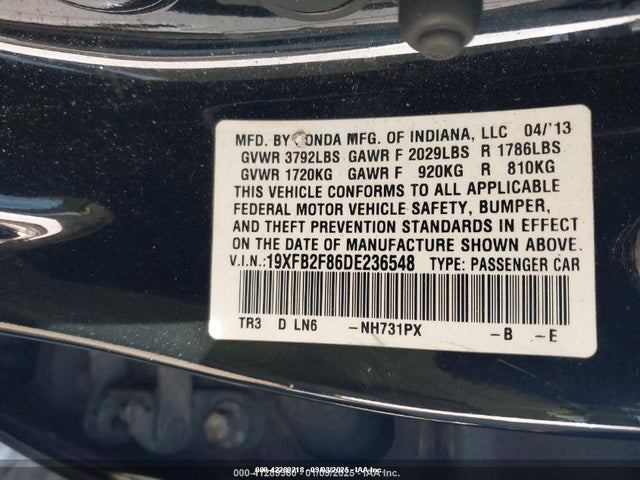 MFD. BY HONDA MFG. OF INDIANA, LLC 04/'13
GVWR 3792LBS GAWR F 2029LBS R 1786LBS
GVWR 1720KG GAWR F 920KG R 810KG
THIS VEHICLE CONFORMS TO ALL APPLICABLE
FEDERAL MOTOR VEHICLE SAFETY, BUMPER,
AND THEFT PREVENTION STANDARDS IN EFFECT
ON THE DATE OF MANUFACTURE SHOWN ABOVE.
V.I.N.:19XFB2F86DE236548 TYPE: PASSENGER CAR
TR3 D LN6 -NH731PX -B -E